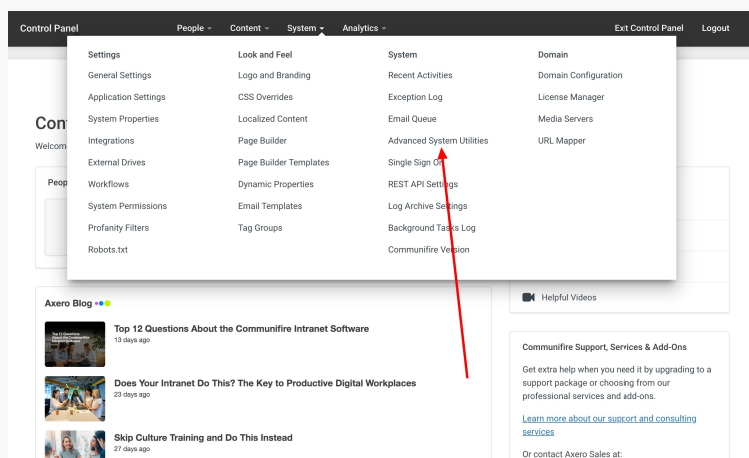 Control Panel People Content System Analytics Exit Control Panel Logout
Settings
General Settings
Application Settings
System Properties
Integrations
External Drives
Workflows
System Permissions
Profanity Filters
Robots.txt
Look and Feel
Logo and Branding
CSS Overrides
Localized Content
Page Builder
Page Builder Templates
Dynamic Properties
Email Templates
Tag Groups
System
Recent Activities
Exception Log
Email Queue
Advanced System Utilities
Single Sign On
REST API Settings
Log Archive Settings
Background Tasks Log
Communifire Version
Domain
Domain Configuration
License Manager
Media Servers
URL Mapper
Con
Welcom
Peop
Axero Blog
Top 12 Questions About the Communifire Intranet Software
13 days ago
Does Your Intranet Do This? The Key to Productive Digital Workplaces
23 days ago
Skip Culture Training and Do This Instead
27 days ago
Helpful Videos
Communifire Support, Services & Add-Ons
Get extra help when you need it by upgrading to a
support package or choosing from our
professional services and add-ons.
Learn more about our support and consulting
services
Or contact Axero Sales at: